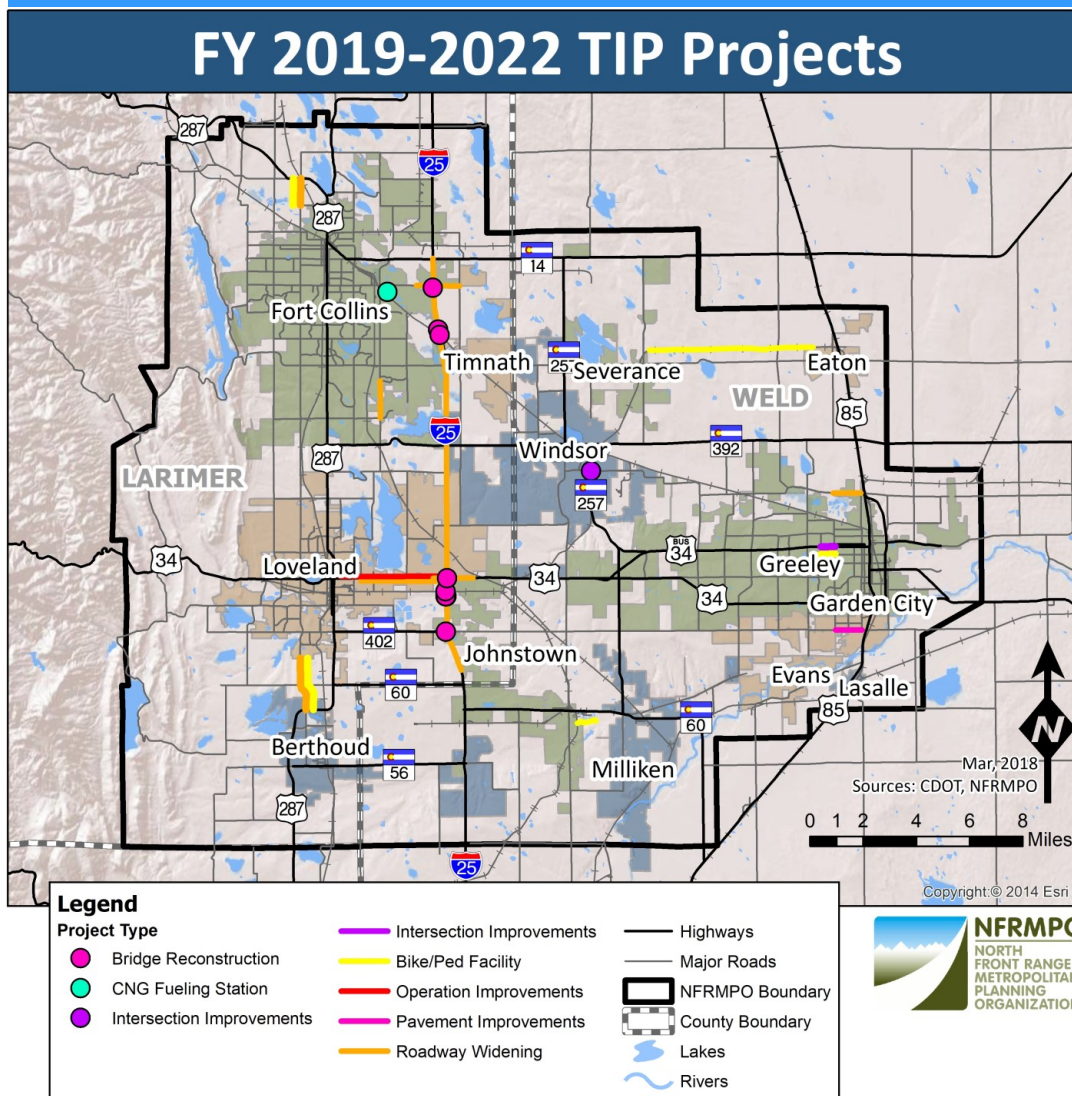 FY 2019-2022 TIP Projects
287
25
287
14
Fort Collins
Timnath
257
Severance
Eaton
WELD
85
25
287
392
Windsor
LARIMER
257
34
Loveland
34
BUS
34
Greeley
34
Garden City
402
Johnstown
60
Evans
Lasalle
85
60
Berthoud
56
Milliken
287
25
N
Mar, 2018
Sources: CDOT, NFRMPO
0 1 2 4 6 8
Miles
Copyright:© 2014 Esri
Legend
Project Type
Bridge Reconstruction
CNG Fueling Station
Intersection Improvements
Intersection Improvements
Bike/Ped Facility
Operation Improvements
Pavement Improvements
Roadway Widening
Highways
Major Roads
NFRMPO Boundary
County Boundary
Lakes
Rivers
NFRMPO
NORTH
FRONT RANGE
METROPOLITAN
PLANNING
ORGANIZATION